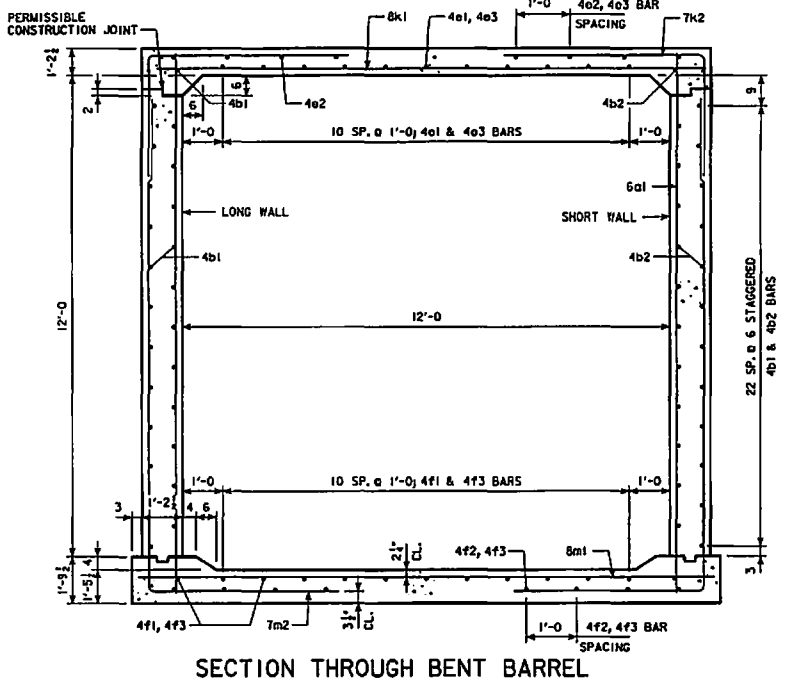 1'-0
4a2, 4a3 BAR
SPACING
PERMISSIBLE
CONSTRUCTION JOINT
8k1
4a1, 4a3
7k2
1'-2½
2
6
6
4b1
4a2
4b2
9
1'-0
10 SP. @ 1'-0; 4a1 & 4a3 BARS
1'-0
6a1
LONG WALL
SHORT WALL
4b1
4b2
12'-0
12'-0
22 SP. @ 6 STAGGERED
4b1 & 4b2 BARS
1'-0
10 SP. @ 1'-0; 4f1 & 4f3 BARS
1'-0
3
1'-2½
4
6
2¼" CL.
4f2, 4f3
8m1
1'-9½
1'-5½
4
3
4f1, 4f3
7m2
3½" CL.
1'-0
4f2, 4f3 BAR
SPACING
SECTION THROUGH BENT BARREL